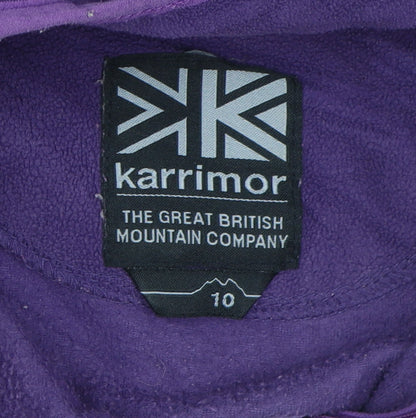 karrimor
THE GREAT BRITISH
MOUNTAIN COMPANY
10